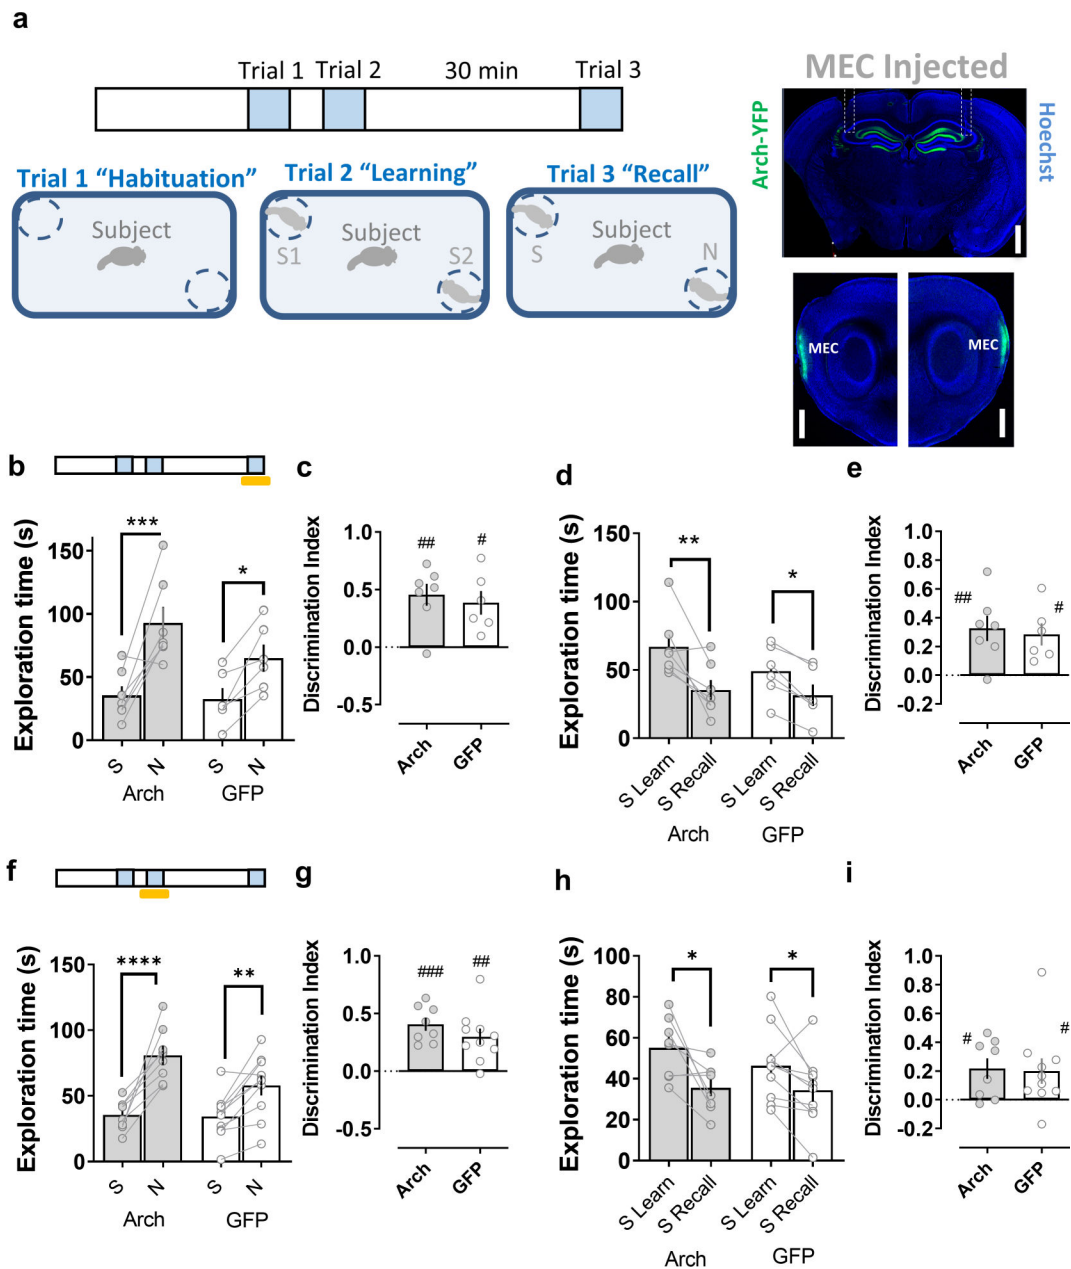 a
Trial 1 Trial 2 30 min Trial 3
MEC Injected
Arch-YFP
Hoechst
Trial 1 “Habituation”
Trial 2 “Learning”
Trial 3 “Recall”
Subject
S1 Subject S2
S Subject N
MEC MEC
b
Exploration time (s)
150
100
50
0
***
*
S N S N
Arch GFP
c
Discrimination Index
1.0
0.5
0.0
-0.5
## #
Arch GFP
d
Exploration time (s)
150
100
50
0
**
*
S Learn S Recall S Learn S Recall
Arch GFP
e
Discrimination Index
1.0
0.8
0.6
0.4
0.2
0.0
-0.2
## #
Arch GFP
f
Exploration time (s)
150
100
50
0
****
**
S N S N
Arch GFP
g
Discrimination Index
1.0
0.5
0.0
-0.5
### ##
Arch GFP
h
Exploration time (s)
100
80
60
40
20
0
* *
S Learn S Recall S Learn S Recall
Arch GFP
i
Discrimination Index
1.0
0.8
0.6
0.4
0.2
0.0
-0.2
# #
Arch GFP